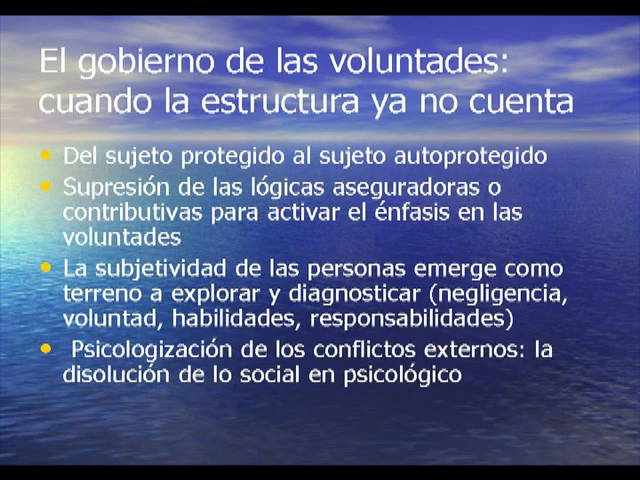 El gobierno de las voluntades:
cuando la estructura ya no cuenta
• Del sujeto protegido al sujeto autoprotegido
• Supresión de las lógicas aseguradoras o
contributivas para activar el énfasis en las
voluntades
• La subjetividad de las personas emerge como
terreno a explorar y diagnosticar (negligencia,
voluntad, habilidades, responsabilidades)
• Psicologización de los conflictos externos: la
disolución de lo social en psicológico